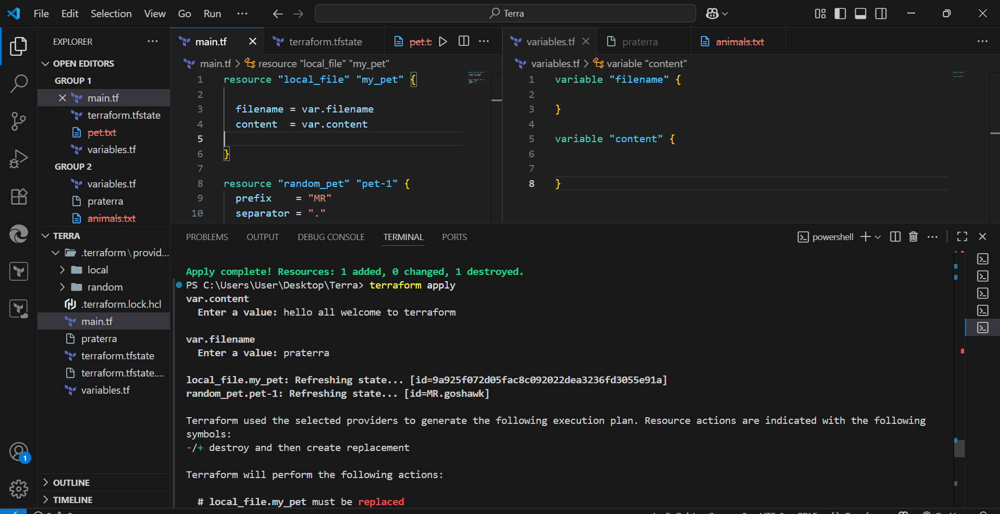 File Edit Selection View Go Run ··· Terra
EXPLORER ···
OPEN EDITORS
GROUP 1
main.tf
terraform.tfstate
pet.txt
variables.tf
GROUP 2
variables.tf
praterra
animals.txt
TERRA
.terraform\provid...
local
random
.terraform.lock.hcl
main.tf
praterra
terraform.tfstate
terraform.tfstate....
variables.tf
1
OUTLINE
TIMELINE
main.tf terraform.tfstate pet.t ···
main.tf > resource "local_file" "my_pet"
1 resource "local_file" "my_pet" {
2
3 filename = var.filename
4 content = var.content
5
6 }
7
8 resource "random_pet" "pet-1" {
9 prefix = "MR"
10 separator = "."
variables.tf praterra animals.txt ···
variables.tf > variable "content"
1 variable "filename" {
2
3 }
4
5 variable "content" {
6
7
8 }
PROBLEMS OUTPUT DEBUG CONSOLE TERMINAL PORTS powershell ···
Apply complete! Resources: 1 added, 0 changed, 1 destroyed.
PS C:\Users\User\Desktop\Terra> terraform apply
var.content
Enter a value: hello all welcome to terraform
var.filename
Enter a value: praterra
local_file.my_pet: Refreshing state... [id=9a925f072d05fac8c092022dea3236fd3055e91a]
random_pet.pet-1: Refreshing state... [id=MR.goshawk]
Terraform used the selected providers to generate the following execution plan. Resource actions are indicated with the following
symbols:
-/+ destroy and then create replacement
Terraform will perform the following actions:
# local_file.my_pet must be replaced